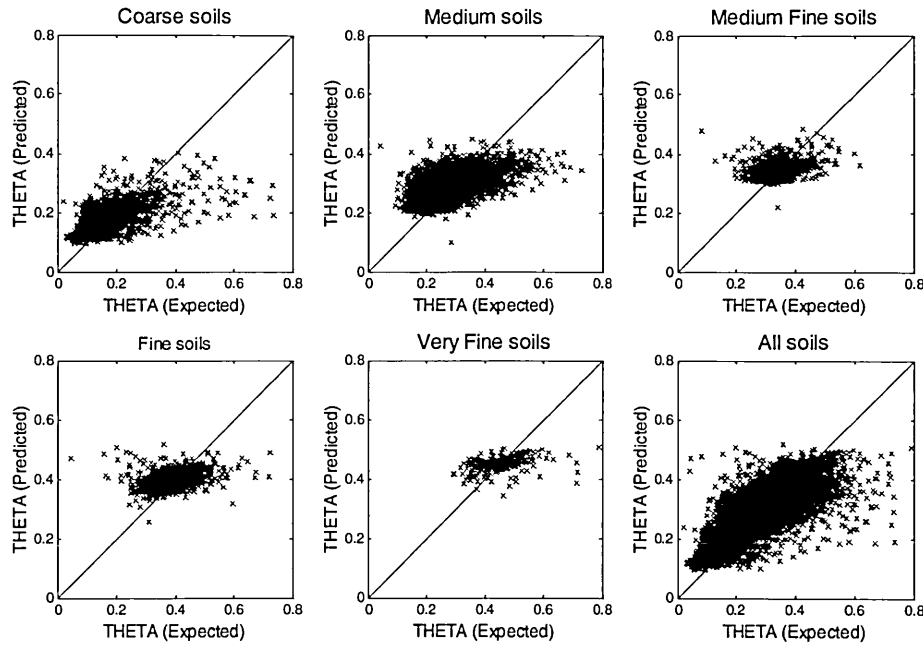 Coarse soils
0.8
0.6
0.4
0.2
0
THETA (Predicted)
0 0.2 0.4 0.6 0.8
THETA (Expected)
Medium soils
0.8
0.6
0.4
0.2
0
THETA (Predicted)
0 0.2 0.4 0.6 0.8
THETA (Expected)
Medium Fine soils
0.8
0.6
0.4
0.2
0
THETA (Predicted)
0 0.2 0.4 0.6 0.8
THETA (Expected)
Fine soils
0.8
0.6
0.4
0.2
0
THETA (Predicted)
0 0.2 0.4 0.6 0.8
THETA (Expected)
Very Fine soils
0.8
0.6
0.4
0.2
0
THETA (Predicted)
0 0.2 0.4 0.6 0.8
THETA (Expected)
All soils
0.8
0.6
0.4
0.2
0
THETA (Predicted)
0 0.2 0.4 0.6 0.8
THETA (Expected)